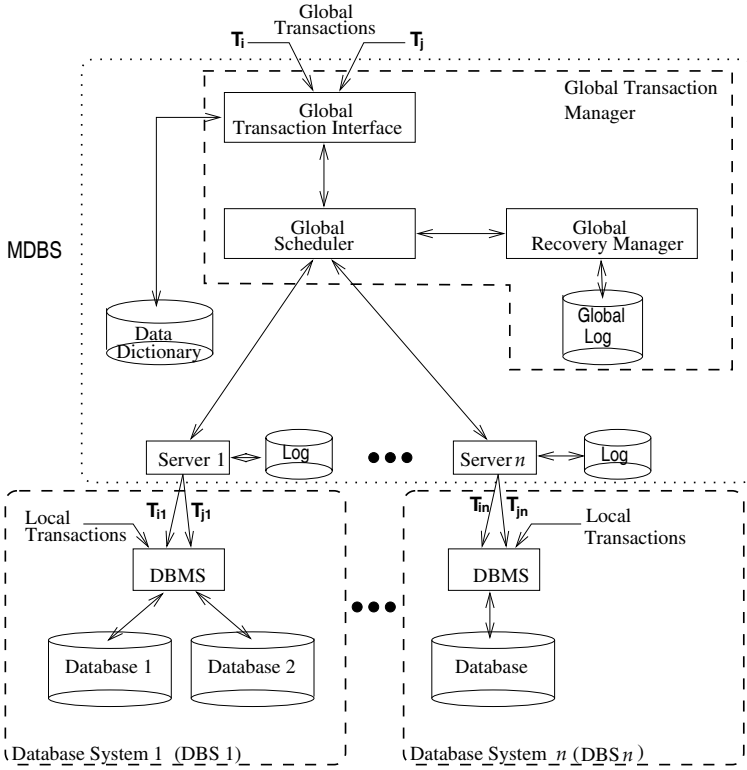 Global
Transactions
Ti
Tj
Global Transaction
Manager
Global
Transaction Interface
Global
Scheduler
Global
Recovery Manager
MDBS
Data
Dictionary
Global
Log
Server 1
Log
Server n
Log
Ti1
Tj1
Tin
Tjn
Local
Transactions
Local
Transactions
DBMS
DBMS
Database 1
Database 2
Database
Database System 1 (DBS 1)
Database System n (DBS n)